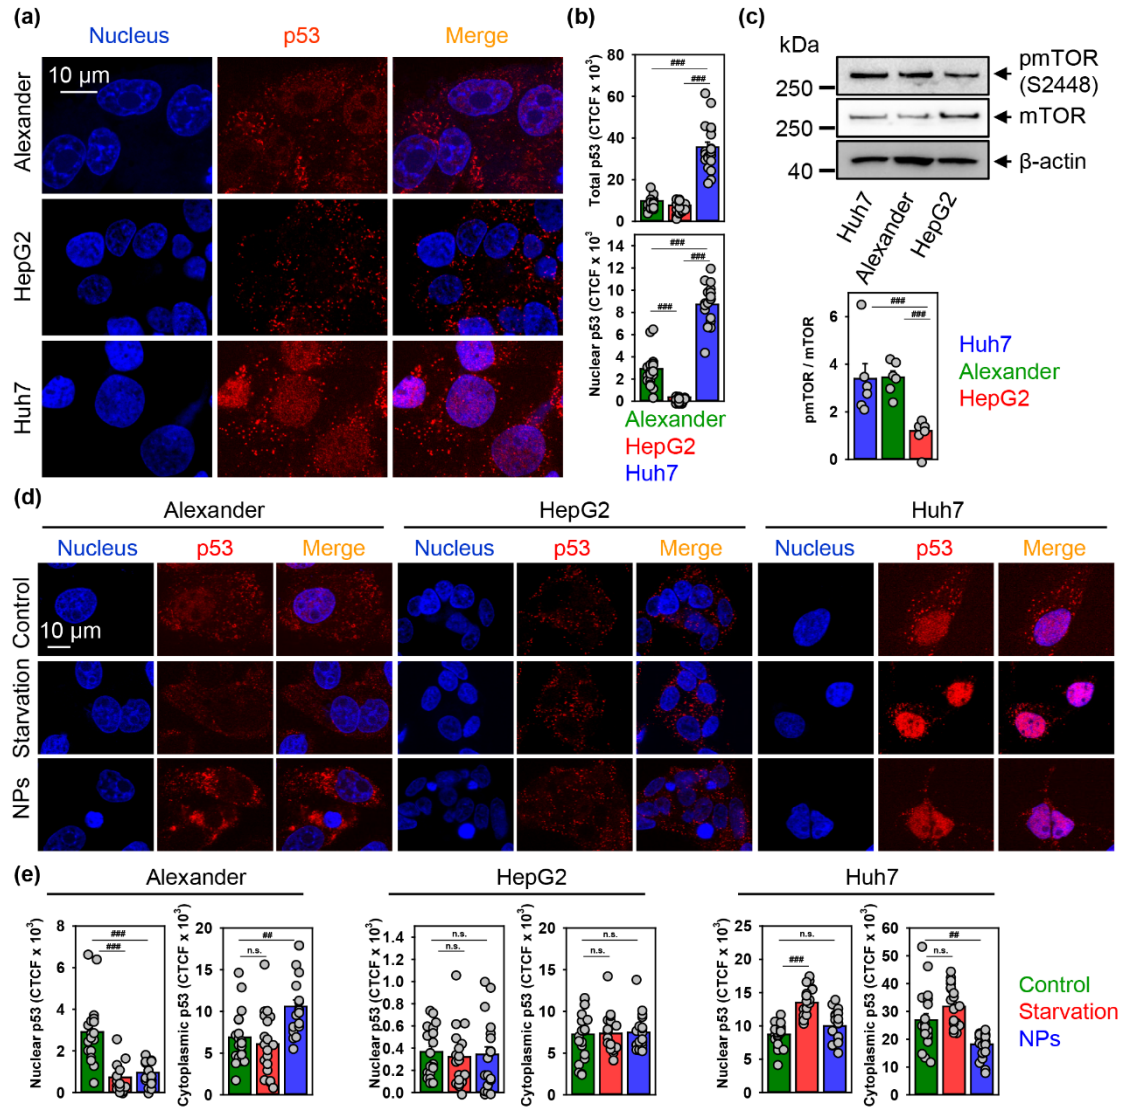 (a)
Nucleus p53 Merge
10 μm
Alexander
HepG2
Huh7
(b)
80
60
40
20
0
Total p53 (CTCF x 10³)
###
###
14
12
10
8
6
4
2
0
Nuclear p53 (CTCF x 10³)
###
###
###
Alexander
HepG2
Huh7
(c)
kDa
250
250
40
pmTOR
(S2448)
mTOR
β-actin
Huh7
Alexander
HepG2
6
4
2
0
pmTOR / mTOR
###
###
Huh7
Alexander
HepG2
(d)
Alexander HepG2 Huh7
Nucleus p53 Merge Nucleus p53 Merge Nucleus p53 Merge
Control
10 μm
Starvation
NPs
(e)
Alexander HepG2 Huh7
Nuclear p53 (CTCF x 10³)
8
6
4
2
0
###
###
Cytoplasmic p53 (CTCF x 10³)
20
15
10
5
0
##
n.s.
Nuclear p53 (CTCF x 10³)
1.4
1.2
1.0
0.8
0.6
0.4
0.2
0.0
n.s.
n.s.
Cytoplasmic p53 (CTCF x 10³)
20
15
10
5
0
n.s.
n.s.
Nuclear p53 (CTCF x 10³)
25
20
15
10
5
0
n.s.
###
Cytoplasmic p53 (CTCF x 10³)
60
50
40
30
20
10
0
##
n.s.
Control
Starvation
NPs